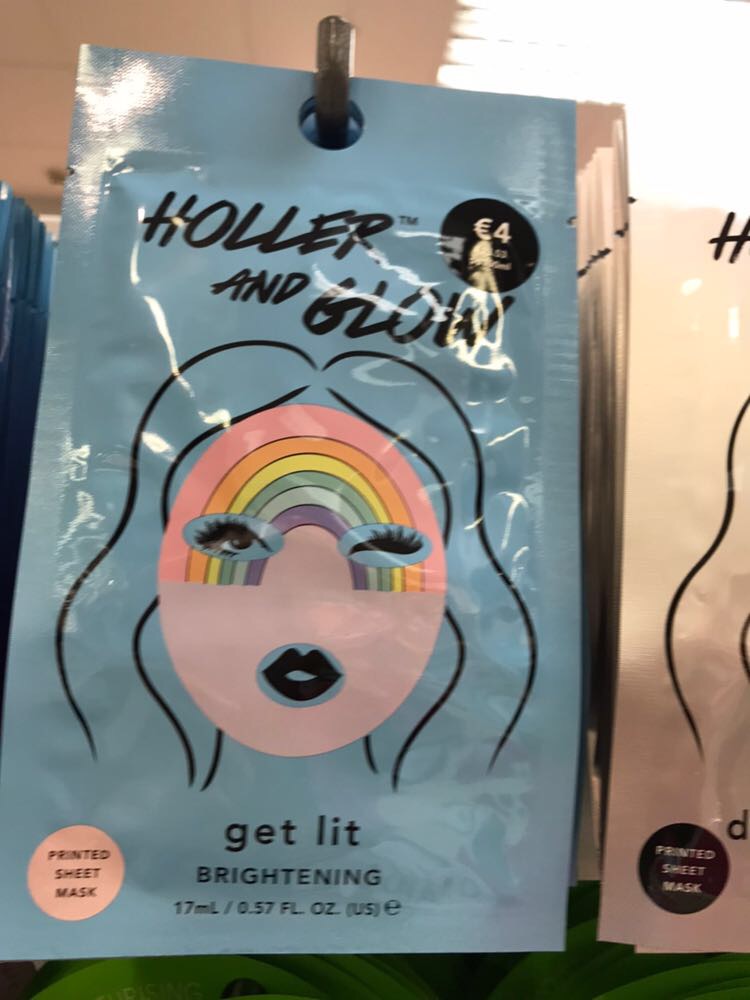 HOLLER™
AND GLOW
€4
get lit
BRIGHTENING
17mL / 0.57 FL. OZ. (US) ℮
PRINTED
SHEET
MASK
H
d
PRINTED
SHEET
MASK